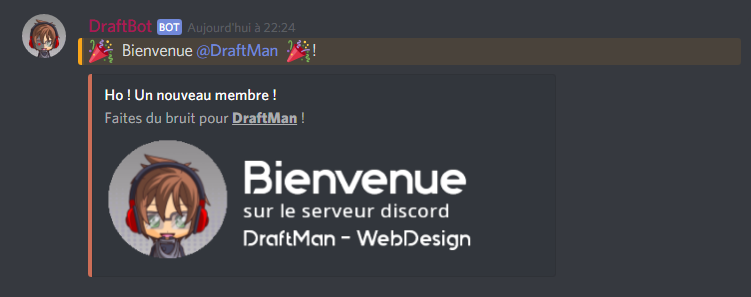 DraftBot BOT Aujourd'hui à 22:24
🎉 Bienvenue @DraftMan 🎉!
Ho ! Un nouveau membre !
Faites du bruit pour DraftMan !
Bienvenue
sur le serveur discord
DraftMan - WebDesign